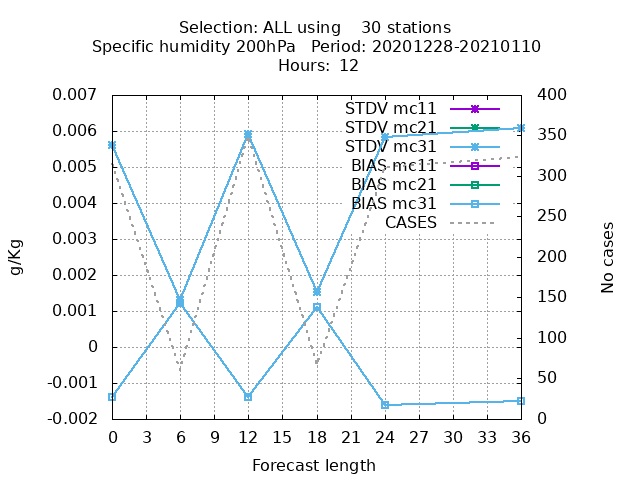 Selection: ALL using    30 stations
Specific humidity 200hPa   Period: 20201228-20210110
Hours: 12
0.007
0.006
0.005
0.004
0.003
0.002
0.001
0
-0.001
-0.002
g/Kg
STDV mc11
STDV mc21
STDV mc31
BIAS mc11
BIAS mc21
BIAS mc31
CASES
400
350
300
250
200
150
100
50
0
No cases
0 3 6 9 12 15 18 21 24 27 30 33 36
Forecast length